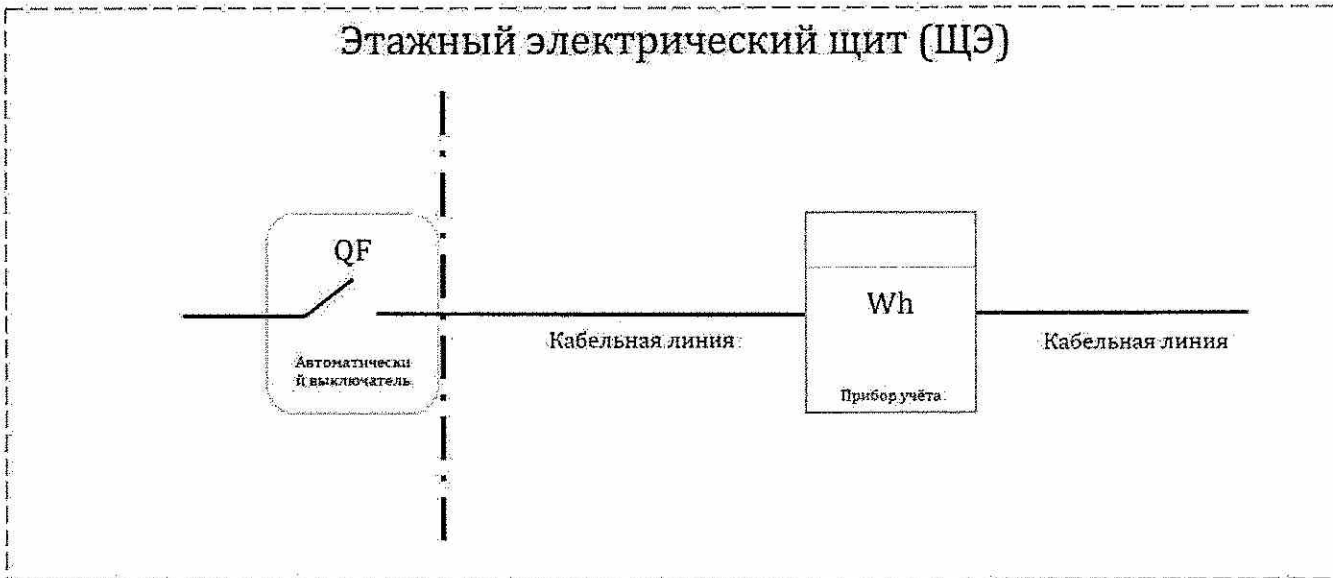 Этажный электрический щит (ЩЭ)
QF
Автоматически
й выключатель
Кабельная линия
Wh
Прибор учёта
Кабельная линия